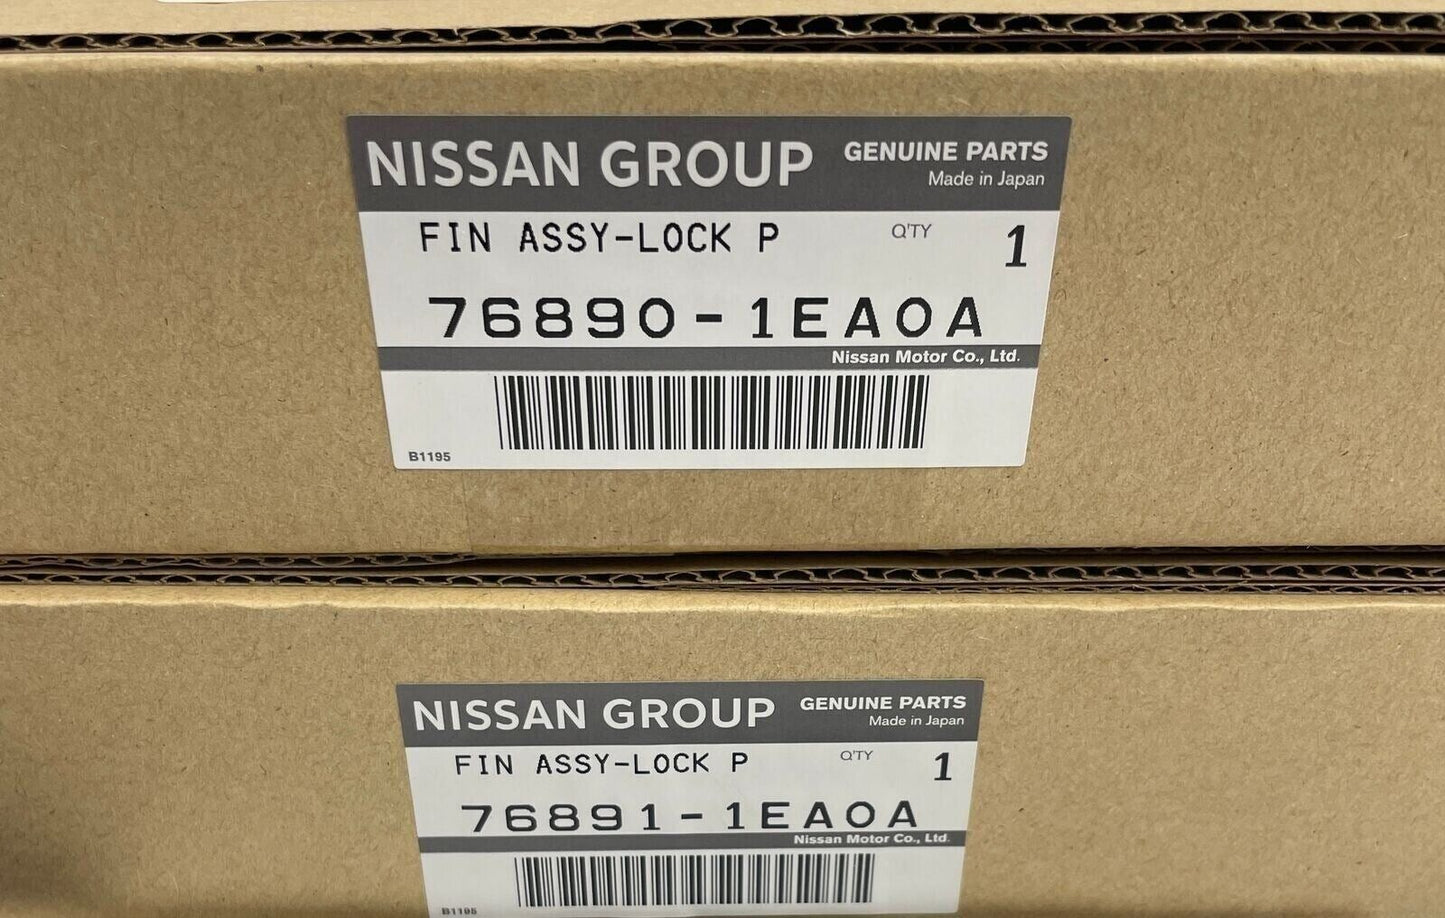 NISSAN GROUP
GENUINE PARTS
Made in Japan
FIN ASSY-LOCK P
Q'TY
1
76890-1EA0A
Nissan Motor Co., Ltd.
B1195
NISSAN GROUP
GENUINE PARTS
Made in Japan
FIN ASSY-LOCK P
Q'TY
1
76891-1EA0A
Nissan Motor Co., Ltd.
B1195